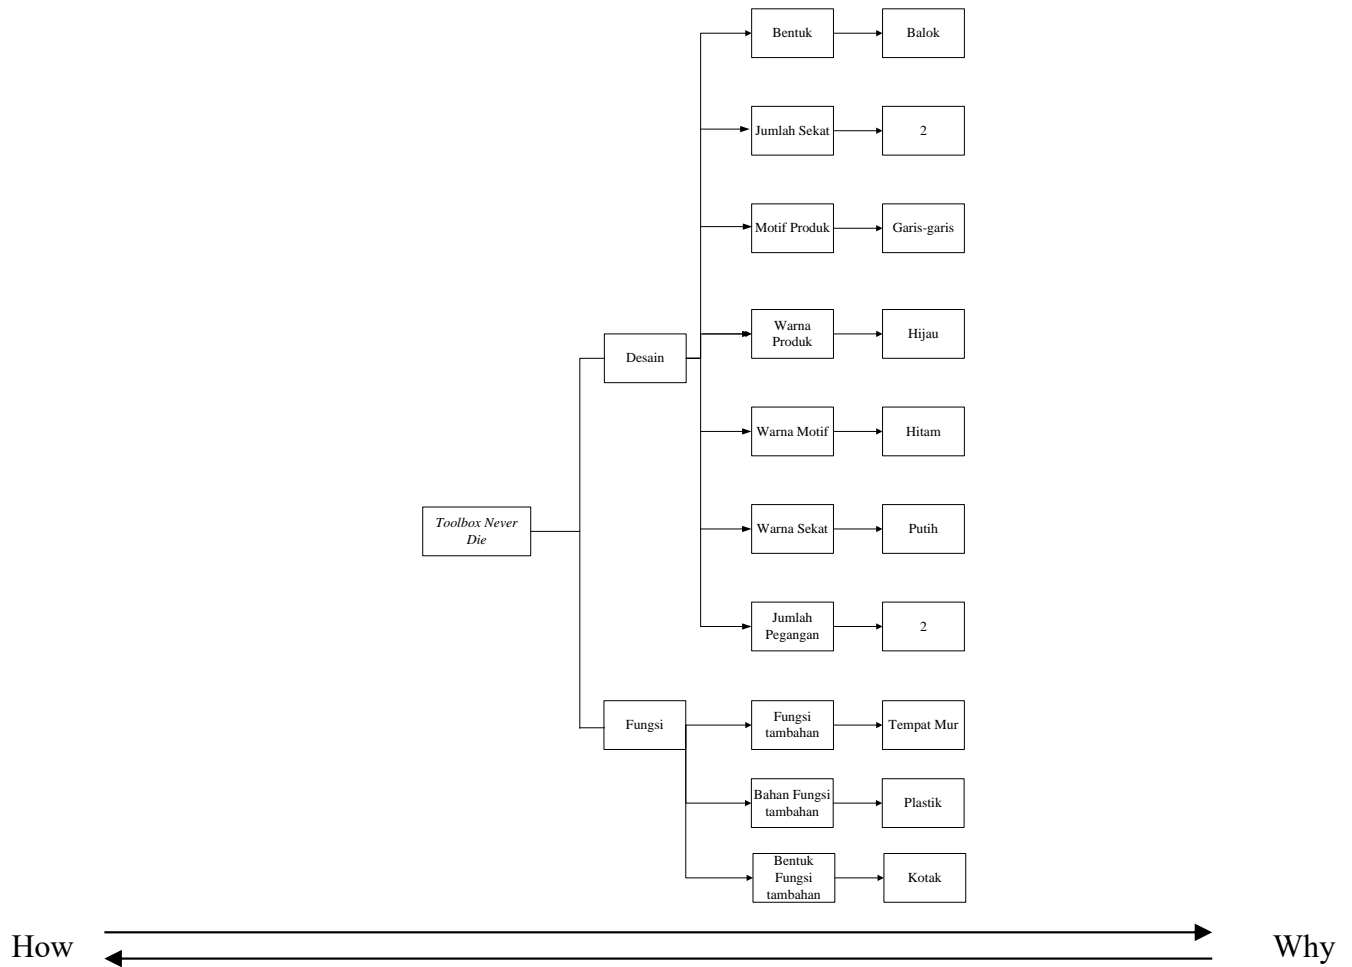 Bentuk
Balok
Jumlah Sekat
2
Motif Produk
Garis-garis
Warna
Produk
Hijau
Desain
Warna Motif
Hitam
Toolbox Never
Die
Warna Sekat
Putih
Jumlah
Pegangan
2
Fungsi
Fungsi
tambahan
Tempat Mur
Bahan Fungsi
tambahan
Plastik
Bentuk
Fungsi
tambahan
Kotak
How
Why